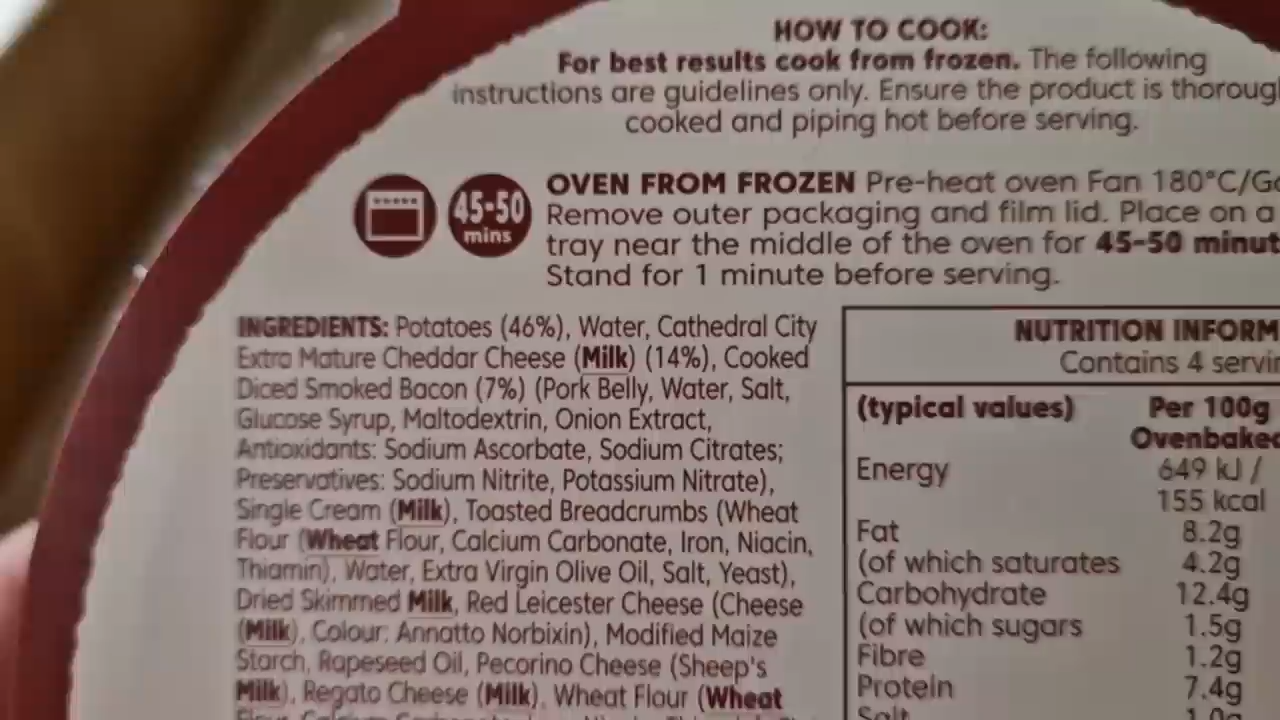 HOW TO COOK:
For best results cook from frozen. The following
instructions are guidelines only. Ensure the product is
cooked and piping hot before serving.
45-50
mins
OVEN FROM FROZEN Pre-heat oven Fan 180°C/
Remove outer packaging and film lid. Place on a
tray near the middle of the oven for 45-50
Stand for 1 minute before serving.
INGREDIENTS: Potatoes (46%), Water, Cathedral City
Extra Mature Cheddar Cheese (Milk) (14%), Cooked
Diced Smoked Bacon (7%) (Pork Belly, Water, Salt,
Glucose Syrup, Maltodextrin, Onion Extract,
Antioxidants: Sodium Ascorbate, Sodium Citrates;
Preservatives: Sodium Nitrite, Potassium Nitrate),
Single Cream (Milk), Toasted Breadcrumbs (Wheat
Flour (Wheat Flour, Calcium Carbonate, Iron, Niacin,
Thiamin), Water, Extra Virgin Olive Oil, Salt, Yeast),
Dried Skimmed Milk, Red Leicester Cheese (Cheese
(Milk), Colour: Annatto Norbixin), Modified Maize
Starch, Rapeseed Oil, Pecorino Cheese (Sheep's
Milk), Regato Cheese (Milk), Wheat Flour (Wheat
NUTRITION
Contains 4
(typical values) Per 100g
Ovenbaked
Energy 649 kJ /
155 kcal
Fat 8.2g
(of which saturates 4.2g
Carbohydrate 12.4g
(of which sugars 1.5g
Fibre 1.2g
Protein 7.4g
Salt 1.0g